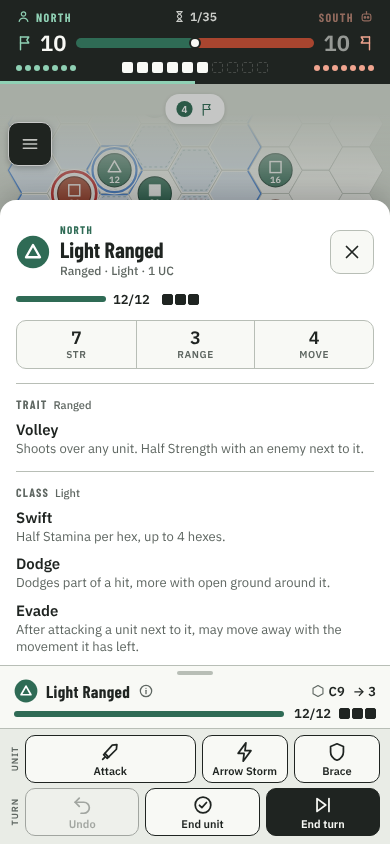 NORTH
1/35
SOUTH
10
10
4
12
16
NORTH
Light Ranged
Ranged · Light · 1 UC
12/12
7
3
4
STR
RANGE
MOVE
TRAIT Ranged
Volley
Shoots over any unit. Half Strength with an enemy next to it.
CLASS Light
Swift
Half Stamina per hex, up to 4 hexes.
Dodge
Dodges part of a hit, more with open ground around it.
Evade
After attacking a unit next to it, may move away with the
movement it has left.
Light Ranged
C9 → 3
12/12
UNIT
Attack
Arrow Storm
Brace
TURN
Undo
End unit
End turn